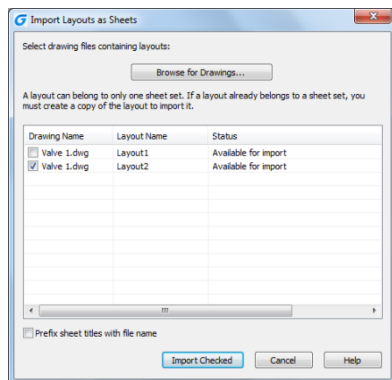 Import Layouts as Sheets
Select drawing files containing layouts:
Browse for Drawings...
A layout can belong to only one sheet set. If a layout already belongs to a sheet set, you
must create a copy of the layout to import it.
Drawing Name Layout Name Status
Valve 1.dwg Layout1 Available for import
Valve 1.dwg Layout2 Available for import
Prefix sheet titles with file name
Import Checked Cancel Help